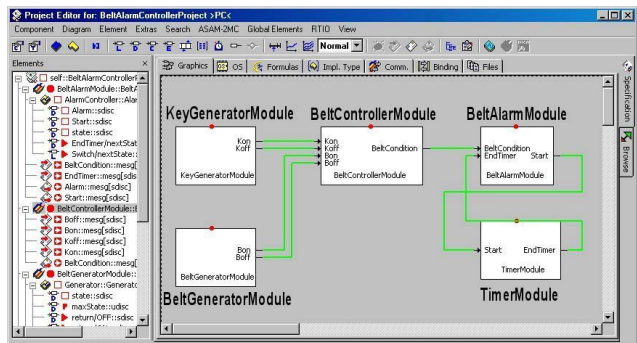 Project Editor for: BeltAlarmControllerProject >PC<
Component Diagram Element Extras Search ASAM-2MC Global Elements RTIO View
Normal
Elements
Graphics OS Formulas Impl. Type Comm. Binding Files
Specification
Browse
self::BeltAlarmController
BeltAlarmModule::BeltA
AlarmController::Alar
Alarm::sdisc
Start::sdisc
state::sdisc
EndTimer/nextStat
Switch/nextState::
BeltCondition::mesg[
EndTimer::mesg[sdis
Alarm::mesg[sdisc]
Start::mesg[sdisc]
BeltControllerModule::
Boff::mesg[sdisc]
Bon::mesg[sdisc]
Koff::mesg[sdisc]
Kon::mesg[sdisc]
BeltCondition::mesg[
BeltGeneratorModule::
Generator::Generatc
state::sdisc
maxState::udisc
return/OFF::sdisc
KeyGeneratorModule
Kon
Koff
KeyGeneratorModule
BeltControllerModule
Kon
Koff
Bon
Boff
BeltCondition
BeltControllerModule
BeltAlarmModule
BeltCondition
EndTimer Start
BeltAlarmModule
Bon
Boff
BeltGeneratorModule
BeltGeneratorModule
Start EndTimer
TimerModule
TimerModule